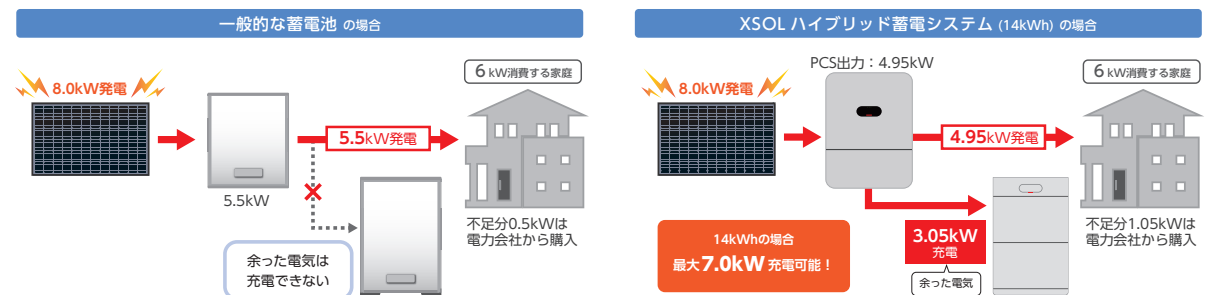 一般的な蓄電池 の場合
8.0kW発電
5.5kW
5.5kW発電
6 kW消費する家庭
不足分0.5kWは
電力会社から購入
余った電気は
充電できない
XSOL ハイブリッド蓄電システム (14kWh) の場合
8.0kW発電
PCS出力：4.95kW
4.95kW発電
6 kW消費する家庭
不足分1.05kWは
電力会社から購入
14kWhの場合
最大7.0kW 充電可能！
3.05kW
充電
余った電気